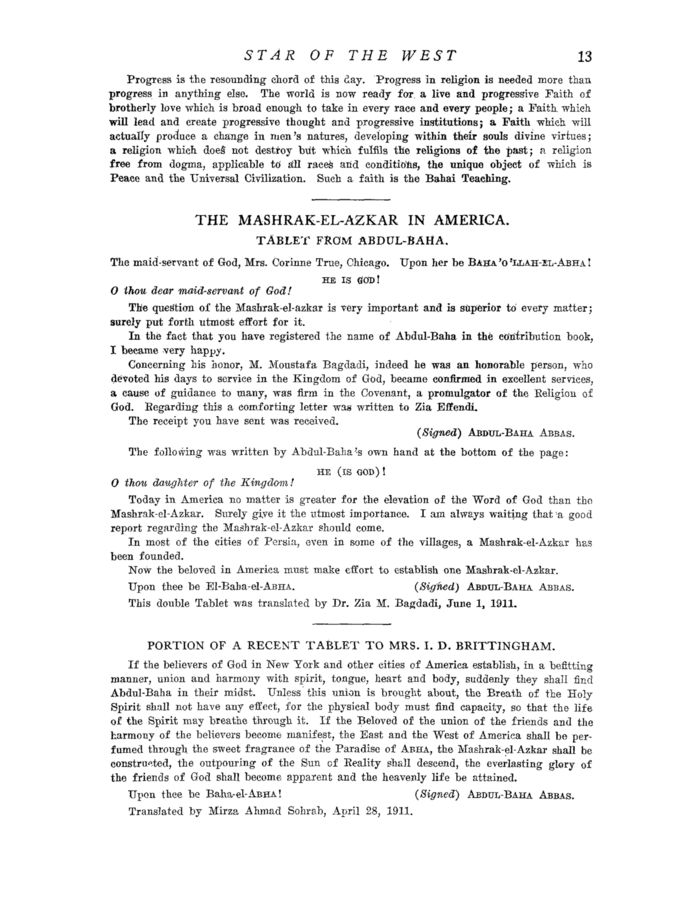 STAR OF THE WEST 13
Progress is the resounding chord of this day. Progress in religion is needed more than
progress in anything else. The world is now ready for a live and progressive Faith of
brotherly love which is broad enough to take in every race and every people; a Faith which
will lead and create progressive thought and progressive institutions; a Faith which will
actually produce a change in men's natures, developing within their souls divine virtues;
a religion which does not destroy but which fulfils the religions of the past; a religion
free from dogma, applicable to all races and conditions, the unique object of which is
Peace and the Universal Civilization. Such a faith is the Bahai Teaching.
THE MASHRAK-EL-AZKAR IN AMERICA.
TABLET FROM ABDUL-BAHA.
The maid-servant of God, Mrs. Corinne True, Chicago. Upon her be BAHA'O'LLAH-EL-ABHA!
HE IS GOD!
O thou dear maid-servant of God!
The question of the Mashrak-el-azkar is very important and is superior to every matter;
surely put forth utmost effort for it.
In the fact that you have registered the name of Abdul-Baha in the contribution book,
I became very happy.
Concerning his honor, M. Moustafa Bagdadi, indeed he was an honorable person, who
devoted his days to service in the Kingdom of God, became confirmed in excellent services,
a cause of guidance to many, was firm in the Covenant, a promulgator of the Religion of
God. Regarding this a comforting letter was written to Zia Effendi.
The receipt you have sent was received.
(Signed) ABDUL-BAHA ABBAS.
The following was written by Abdul-Baha's own hand at the bottom of the page:
HE (IS GOD)!
O thou daughter of the Kingdom!
Today in America no matter is greater for the elevation of the Word of God than the
Mashrak-el-Azkar. Surely give it the utmost importance. I am always waiting that a good
report regarding the Mashrak-el-Azkar should come.
In most of the cities of Persia, even in some of the villages, a Mashrak-el-Azkar has
been founded.
Now the beloved in America must make effort to establish one Mashrak-el-Azkar.
Upon thee be El-Baha-el-ABHA. (Signed) ABDUL-BAHA ABBAS.
This double Tablet was translated by Dr. Zia M. Bagdadi, June 1, 1911.
PORTION OF A RECENT TABLET TO MRS. I. D. BRITTINGHAM.
If the believers of God in New York and other cities of America establish, in a befitting
manner, union and harmony with spirit, tongue, heart and body, suddenly they shall find
Abdul-Baha in their midst. Unless this union is brought about, the Breath of the Holy
Spirit shall not have any effect, for the physical body must find capacity, so that the life
of the Spirit may breathe through it. If the Beloved of the union of the friends and the
harmony of the believers become manifest, the East and the West of America shall be per-
fumed through the sweet fragrance of the Paradise of ABHA, the Mashrak-el-Azkar shall be
constructed, the outpouring of the Sun of Reality shall descend, the everlasting glory of
the friends of God shall become apparent and the heavenly life be attained.
Upon thee be Baha-el-ABHA! (Signed) ABDUL-BAHA ABBAS.
Translated by Mirza Ahmad Sohrab, April 28, 1911.